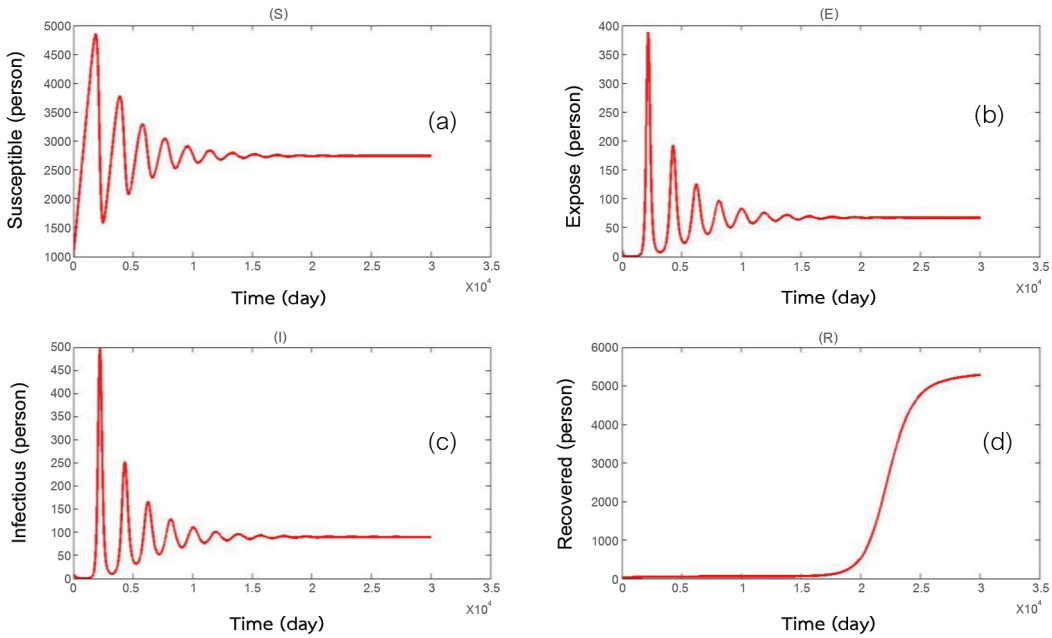 (S)
5000
4500
4000
3500
3000
2500
2000
1500
1000
0 0.5 1 1.5 2 2.5 3 3.5
X10⁴
Susceptible (person)
Time (day)
(a)
(E)
400
350
300
250
200
150
100
50
0
0 0.5 1 1.5 2 2.5 3 3.5
X10⁴
Expose (person)
Time (day)
(b)
(I)
500
450
400
350
300
250
200
150
100
50
0
0 0.5 1 1.5 2 2.5 3 3.5
X10⁴
Infectious (person)
Time (day)
(c)
(R)
6000
5000
4000
3000
2000
1000
0
0 0.5 1 1.5 2 2.5 3 3.5
X10⁴
Recovered (person)
Time (day)
(d)